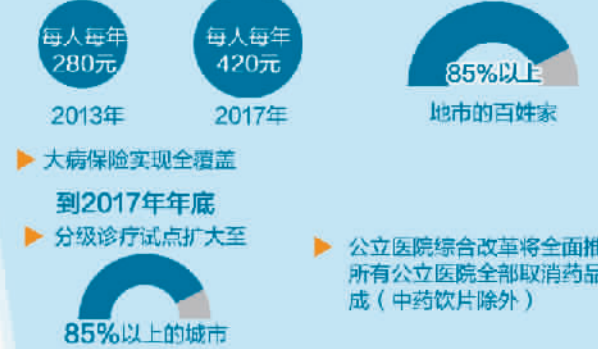 每人每年
280元
每人每年
420元
2013年
2017年
85%以上
地市的百姓家
大病保险实现全覆盖
到2017年年底
分级诊疗试点扩大至
85%以上的城市
公立医院综合改革将全面推
所有公立医院全部取消药品
成（中药饮片除外）